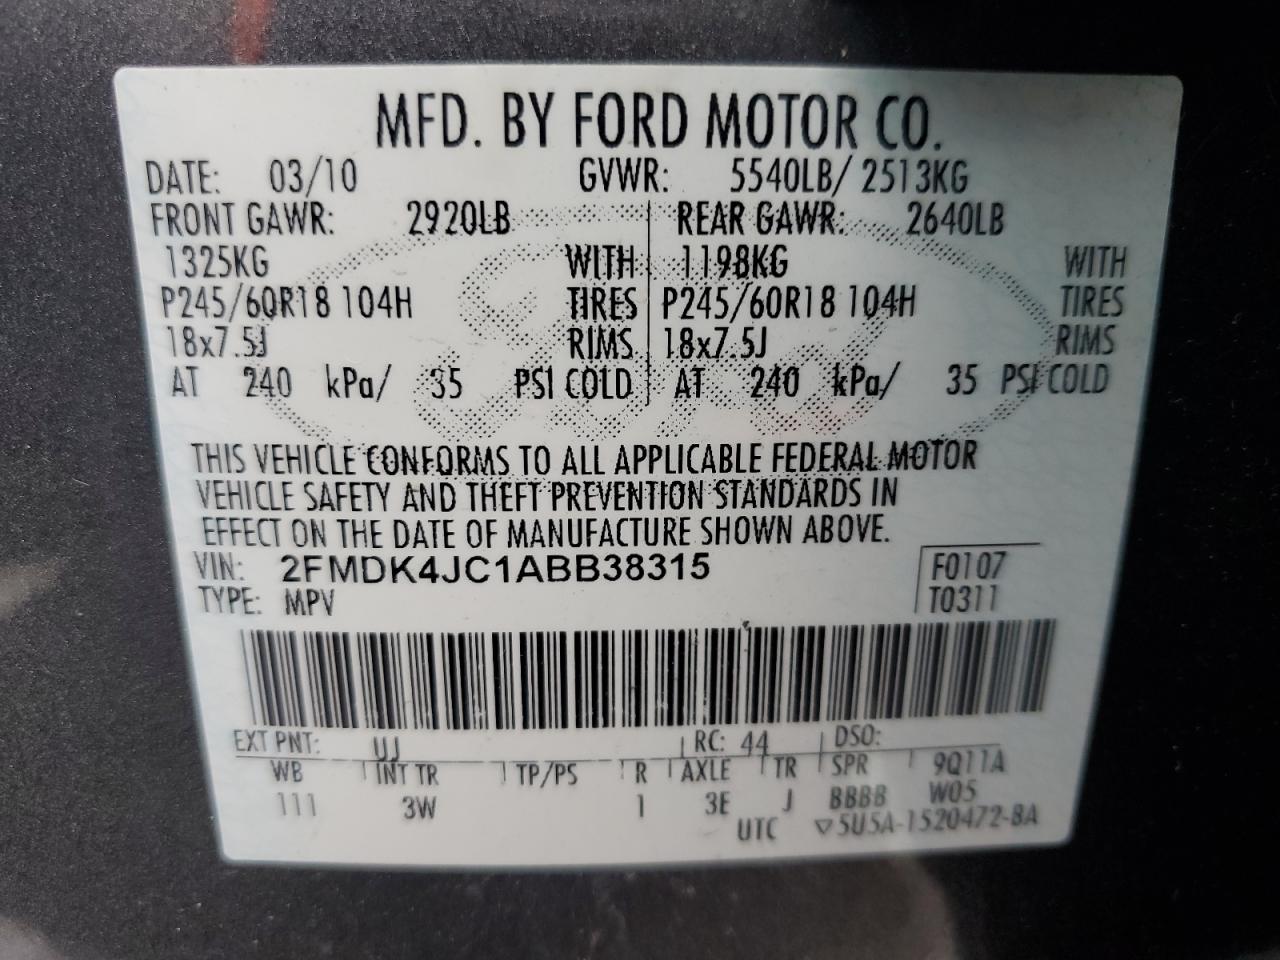 MFD. BY FORD MOTOR CO.
DATE: 03/10 GVWR: 5540LB/ 2513KG
FRONT GAWR: 2920LB REAR GAWR: 2640LB
1325KG WITH 1198KG WITH
P245/60R18 104H TIRES P245/60R18 104H TIRES
18x7.5J RIMS 18x7.5J RIMS
AT 240 kPa/ 35 PSI COLD AT 240 kPa/ 35 PSI COLD
THIS VEHICLE CONFORMS TO ALL APPLICABLE FEDERAL MOTOR
VEHICLE SAFETY AND THEFT PREVENTION STANDARDS IN
EFFECT ON THE DATE OF MANUFACTURE SHOWN ABOVE.
VIN: 2FMDK4JC1ABB38315 F0107
TYPE: MPV T0311
EXT PNT: UJ RC: 44 DSO:
WB INT TR TP/PS R AXLE TR SPR 9Q11A
111 3W 1 3E J BBBB W05
UTC ▽5U5A-1520472-BA